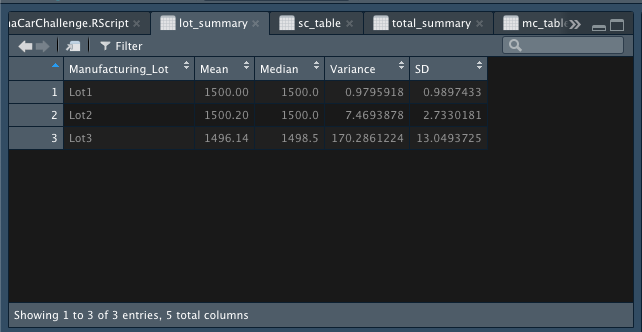 naCarChallenge.RScript × lot_summary × sc_table × total_summary × mc_table
Filter
Manufacturing_Lot Mean Median Variance SD
1 Lot1 1500.00 1500.0 0.9795918 0.9897433
2 Lot2 1500.20 1500.0 7.4693878 2.7330181
3 Lot3 1496.14 1498.5 170.2861224 13.0493725
Showing 1 to 3 of 3 entries, 5 total columns